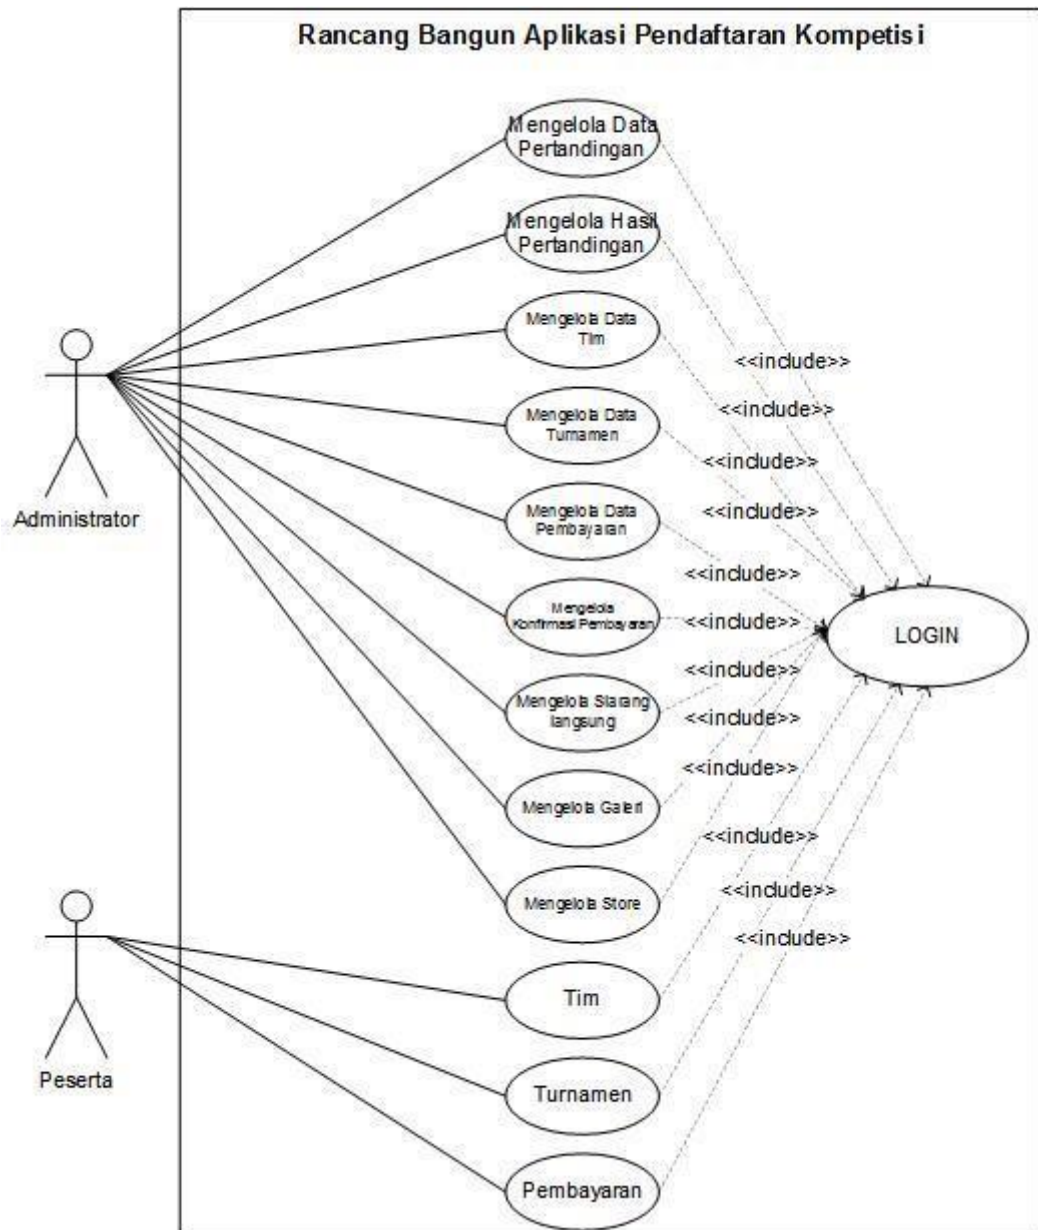 Rancang Bangun Aplikasi Pendaftaran Kompetisi
Mengelola Data
Pertandingan
Mengelola Hasil
Pertandingan
Mengelola Data
Tim
<<include>>
<<include>>
Mengelola Data
Turnamen
<<include>>
<<include>>
Administrator
Mengelola Data
Pembayaran
<<include>>
Mengelola
Konfirmasi Pembayaran
<<include>>
LOGIN
<<include>>
Mengelola Siarang
langsung
<<include>>
<<include>>
Mengelola Galeri
<<include>>
<<include>>
Mengelola Store
<<include>>
Tim
Peserta
Turnamen
Pembayaran